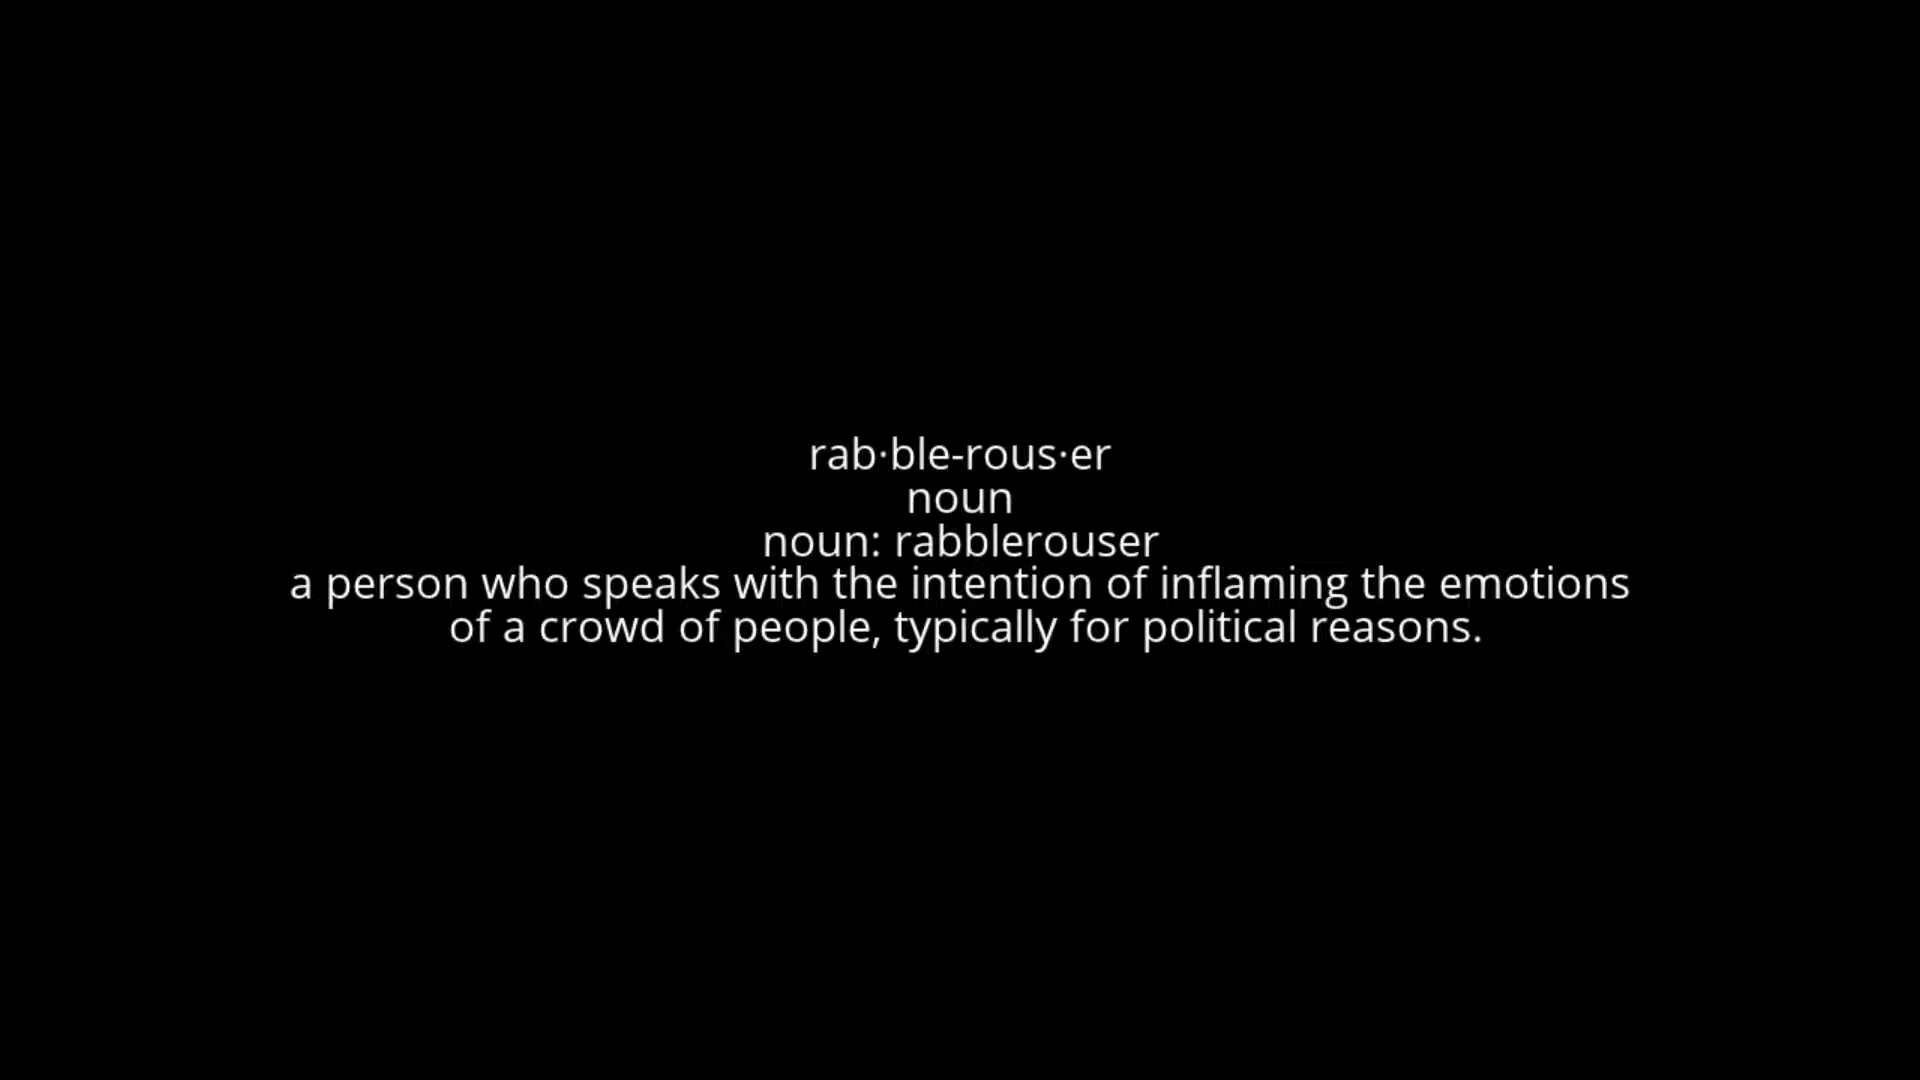 rab·ble-rous·er
noun
noun: rabblerouser
a person who speaks with the intention of inflaming the emotions
of a crowd of people, typically for political reasons.